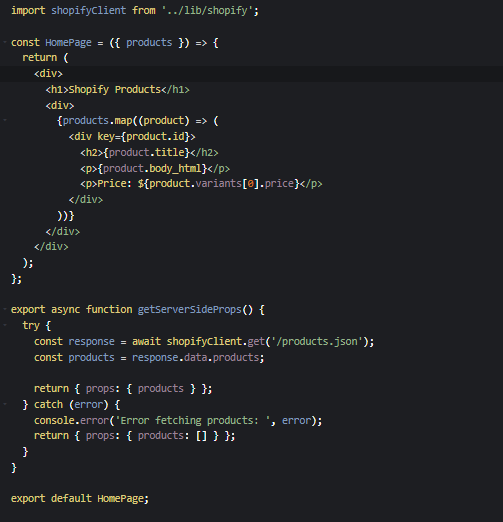 import shopifyClient from '../lib/shopify';

const HomePage = ({ products }) => {
  return (
    <div>
      <h1>Shopify Products</h1>
      <div>
        {products.map((product) => (
          <div key={product.id}>
            <h2>{product.title}</h2>
            <p>{product.body_html}</p>
            <p>Price: ${product.variants[0].price}</p>
          </div>
        ))}
      </div>
    </div>
  );
};

export async function getServerSideProps() {
  try {
    const response = await shopifyClient.get('/products.json');
    const products = response.data.products;

    return { props: { products } };
  } catch (error) {
    console.error('Error fetching products: ', error);
    return { props: { products: [] } };
  }
}

export default HomePage;